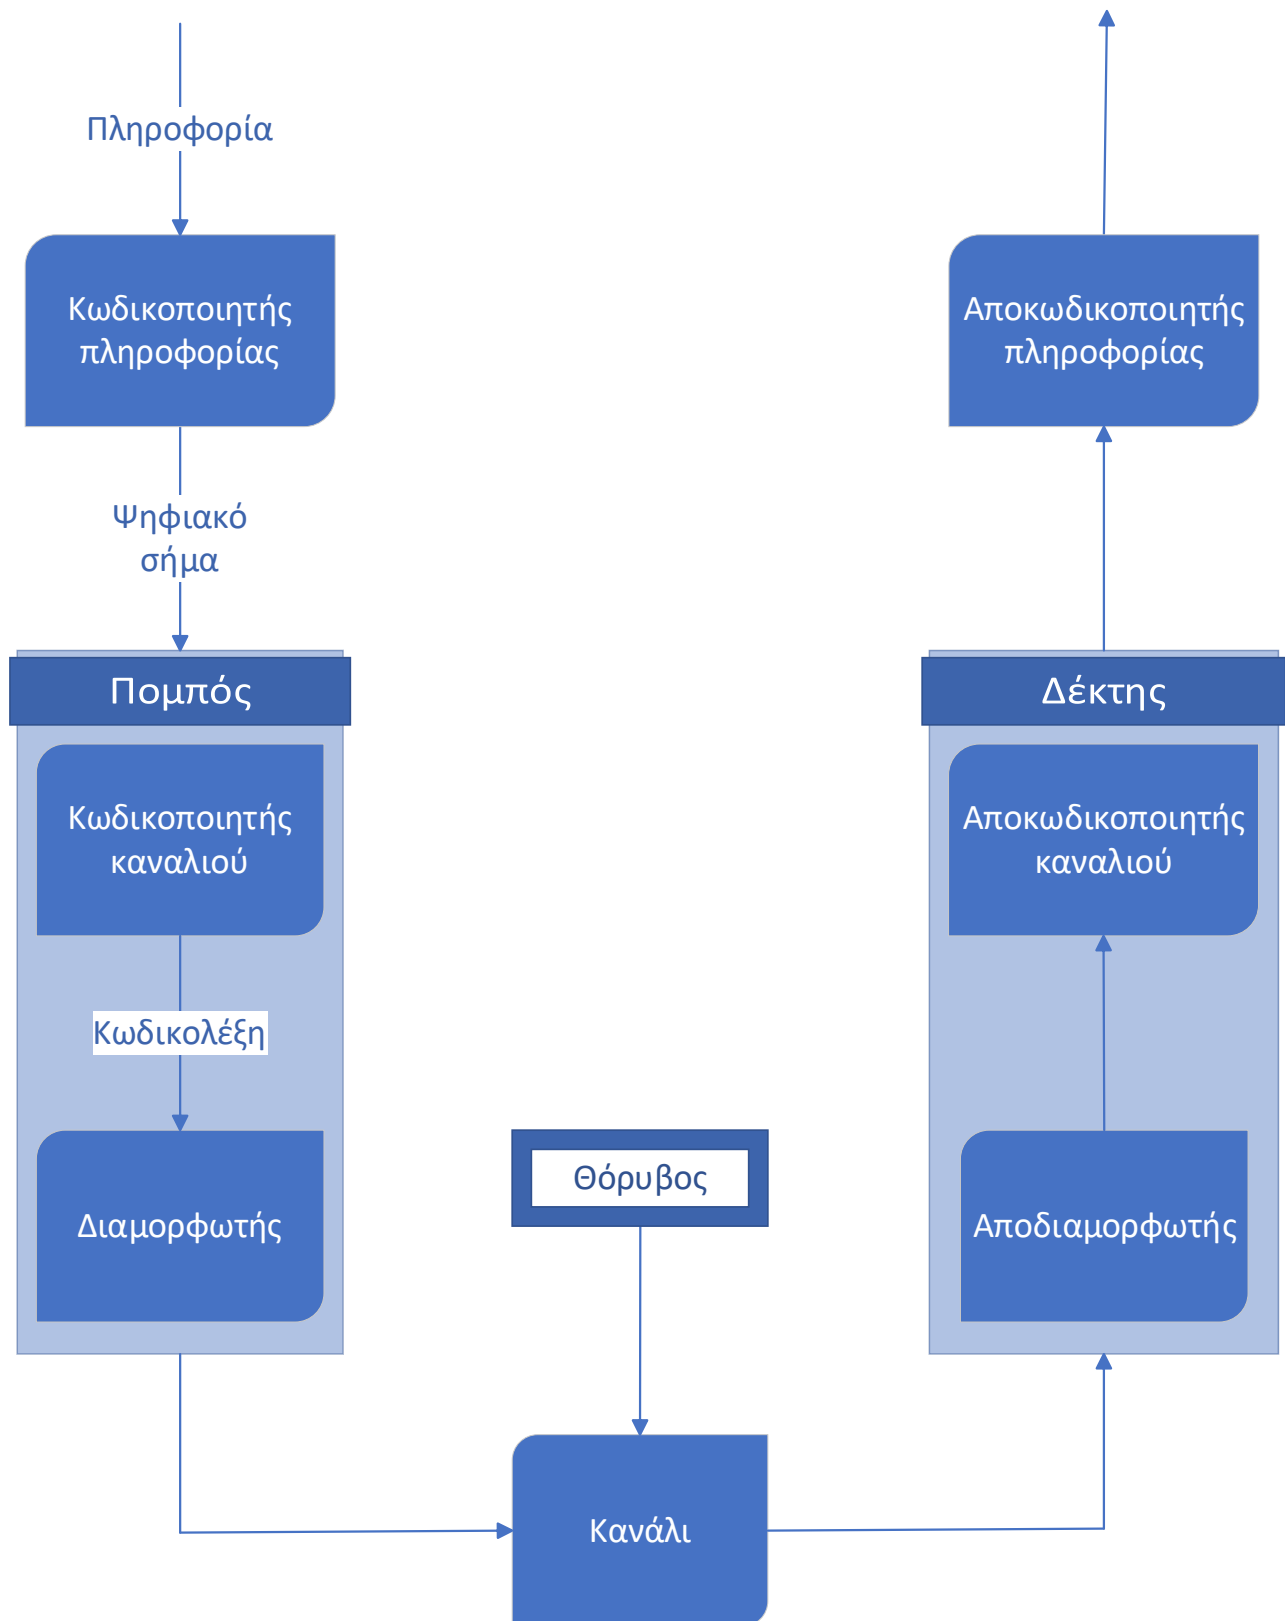 Πληροφορία
Κωδικοποιητής
πληροφορίας
Ψηφιακό
σήμα
Πομπός
Κωδικοποιητής
καναλιού
Κωδικολέξη
Διαμορφωτής
Θόρυβος
Κανάλι
Αποκωδικοποιητής
πληροφορίας
Δέκτης
Αποκωδικοποιητής
καναλιού
Αποδιαμορφωτής